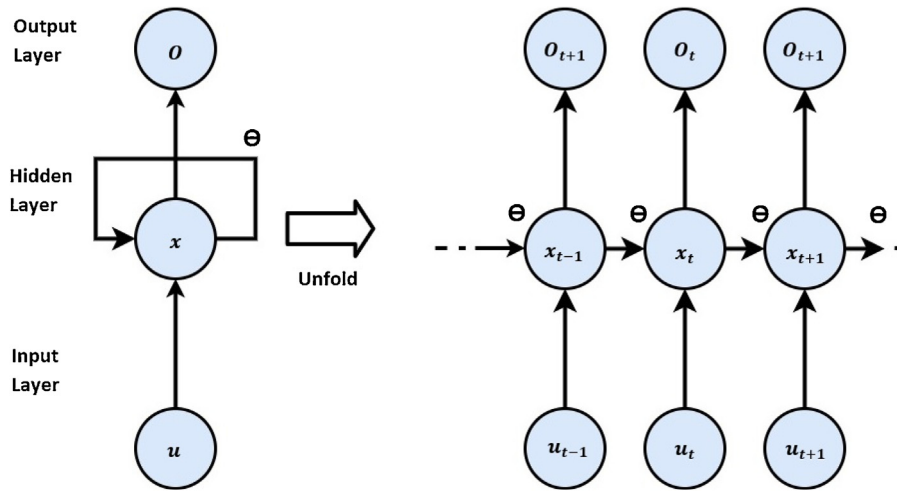 Output
Layer
O
O_{t+1}
O_t
O_{t+1}
Hidden
Layer
Ө
x
Unfold
Ө
x_{t-1}
Ө
x_t
Ө
x_{t+1}
Ө
Input
Layer
u
u_{t-1}
u_t
u_{t+1}